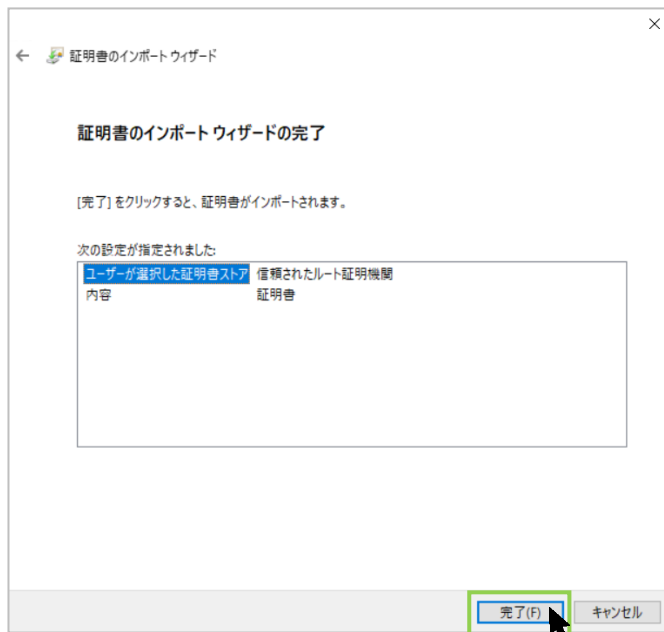 証明書のインポート ウィザード
証明書のインポート ウィザードの完了
[完了] をクリックすると、証明書がインポートされます。
次の設定が指定されました:
ユーザーが選択した証明書ストア 信頼されたルート証明機関
内容 証明書
完了(F) キャンセル